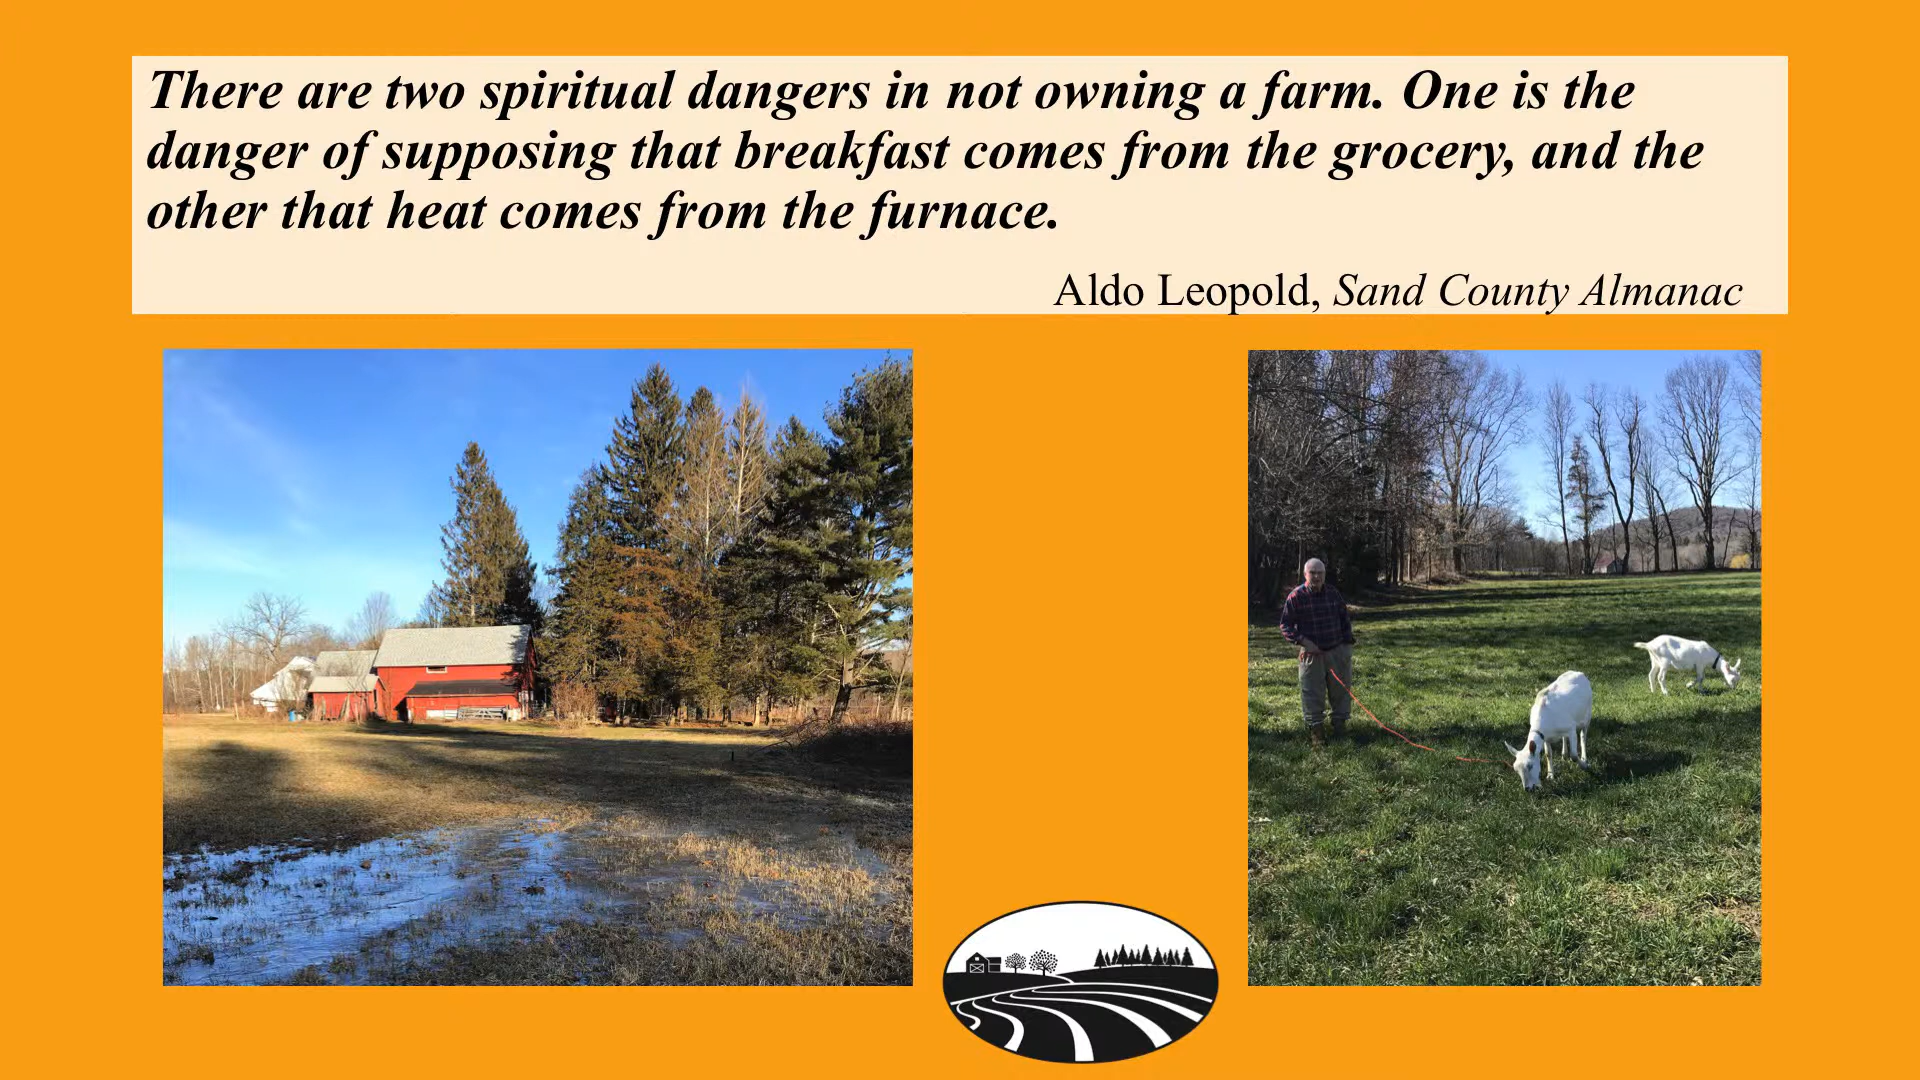 There are two spiritual dangers in not owning a farm. One is the
danger of supposing that breakfast comes from the grocery, and the
other that heat comes from the furnace.
Aldo Leopold, Sand County Almanac